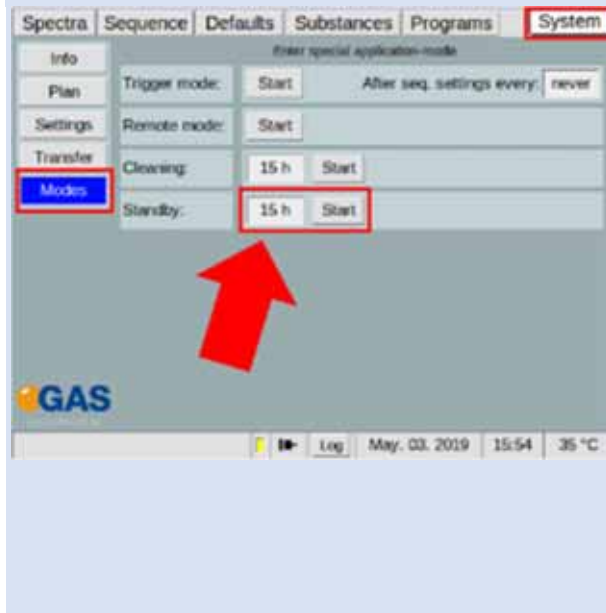 Spectra Sequence Defaults Substances Programs System
Info
Enter special application-mode
Plan
Trigger mode: Start After seq. settings every: never
Settings
Remote mode: Start
Transfer
Cleaning: 15 h Start
Modes
Standby: 15 h Start
GAS
Log May. 03. 2019 15:54 35 °C